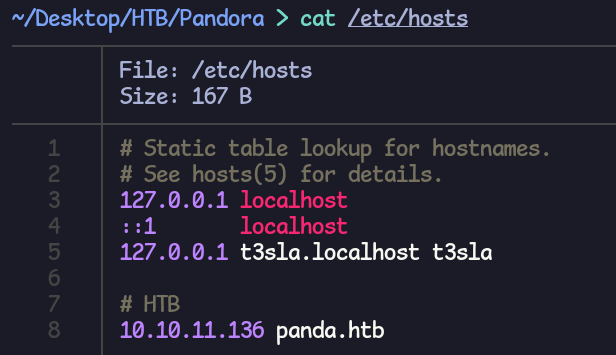 ~/Desktop/HTB/Pandora > cat /etc/hosts
File: /etc/hosts
Size: 167 B
1 # Static table lookup for hostnames.
2 # See hosts(5) for details.
3 127.0.0.1 localhost
4 ::1       localhost
5 127.0.0.1 t3sla.localhost t3sla
6
7 # HTB
8 10.10.11.136 panda.htb